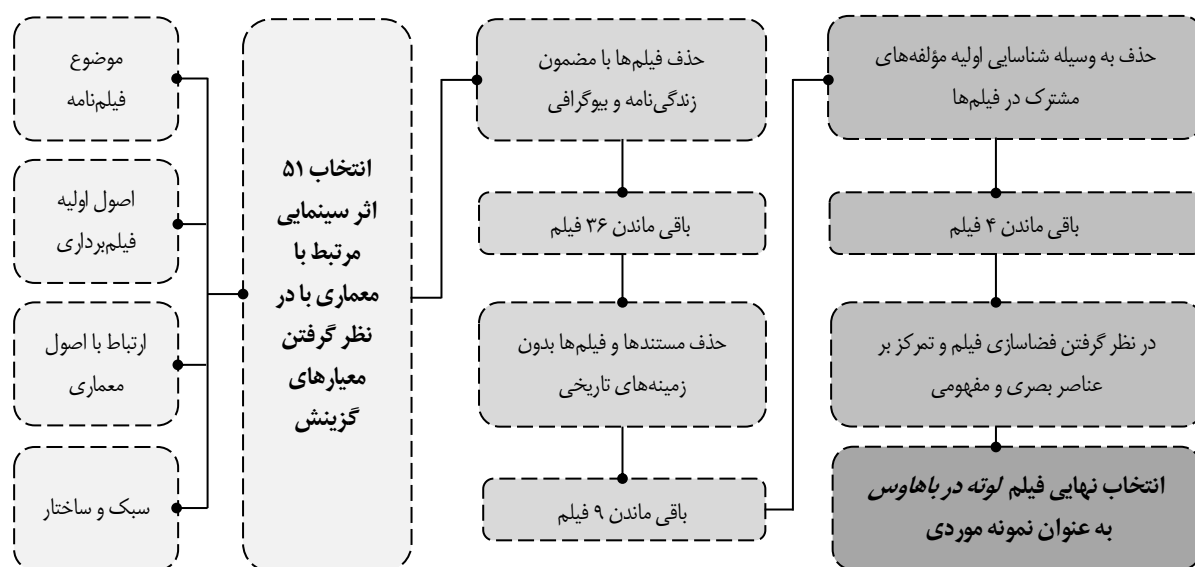 موضوع
فیلم‌نامه
اصول اولیه
فیلم‌برداری
ارتباط با اصول
معماری
سبک و ساختار
انتخاب ۵۱
اثر سینمایی
مرتبط با
معماری با در
نظر گرفتن
معیارهای
گزینش
حذف فیلم‌ها با مضمون
زندگی‌نامه و بیوگرافی
باقی ماندن ۳۶ فیلم
حذف مستندها و فیلم‌ها بدون
زمینه‌های تاریخی
باقی ماندن ۹ فیلم
حذف به وسیله شناسایی اولیه مؤلفه‌های
مشترک در فیلم‌ها
باقی ماندن ۴ فیلم
در نظر گرفتن فضاسازی فیلم و تمرکز بر
عناصر بصری و مفهومی
انتخاب نهایی فیلم لوته در باهاوس
به عنوان نمونه موردی